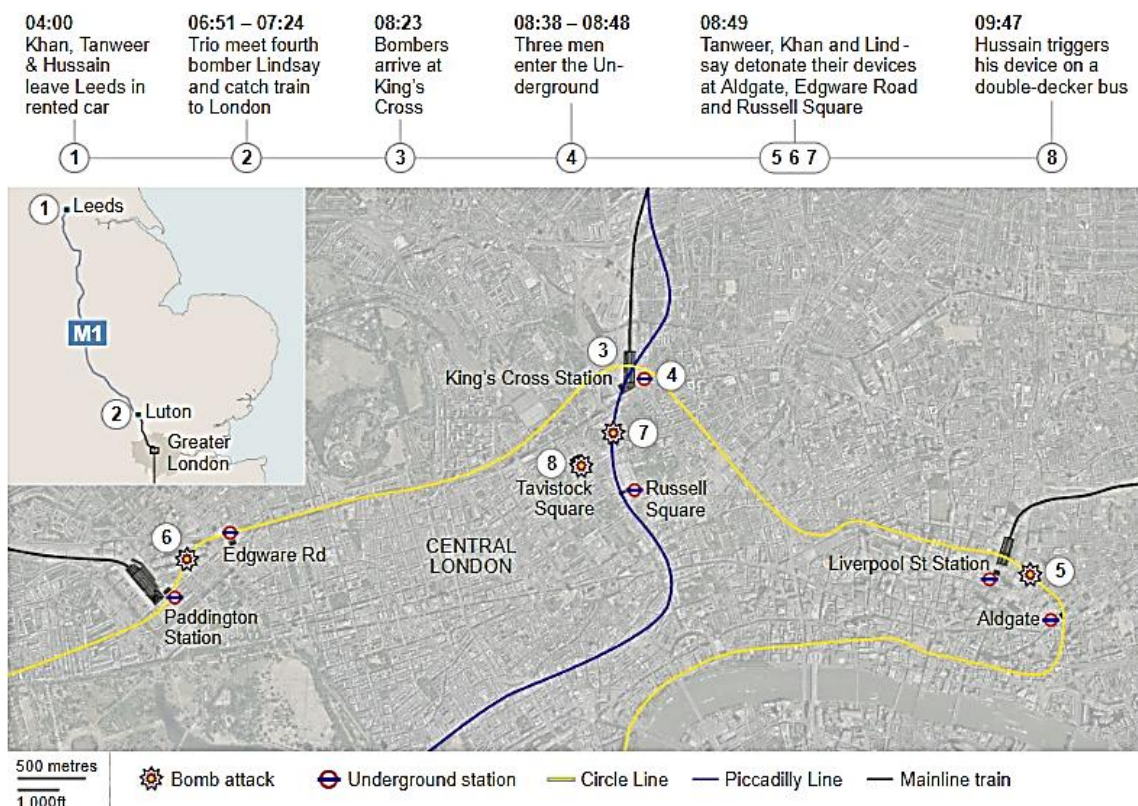 04:00
Khan, Tanweer
& Hussain
leave Leeds in
rented car
06:51 – 07:24
Trio meet fourth
bomber Lindsay
and catch train
to London
08:23
Bombers
arrive at
King's
Cross
08:38 – 08:48
Three men
enter the Un-
derground
08:49
Tanweer, Khan and Lind-
say detonate their devices
at Aldgate, Edgware Road
and Russell Square
09:47
Hussain triggers
his device on a
double-decker bus
1
2
3
4
5 6 7
8
1
Leeds
M1
2
Luton
Greater
London
3
King's Cross Station
4
7
8
Tavistock
Square
Russell
Square
6
Edgware Rd
CENTRAL
LONDON
Paddington
Station
Liverpool St Station
5
Aldgate
500 metres
1,000ft
Bomb attack
Underground station
Circle Line
Piccadilly Line
Mainline train